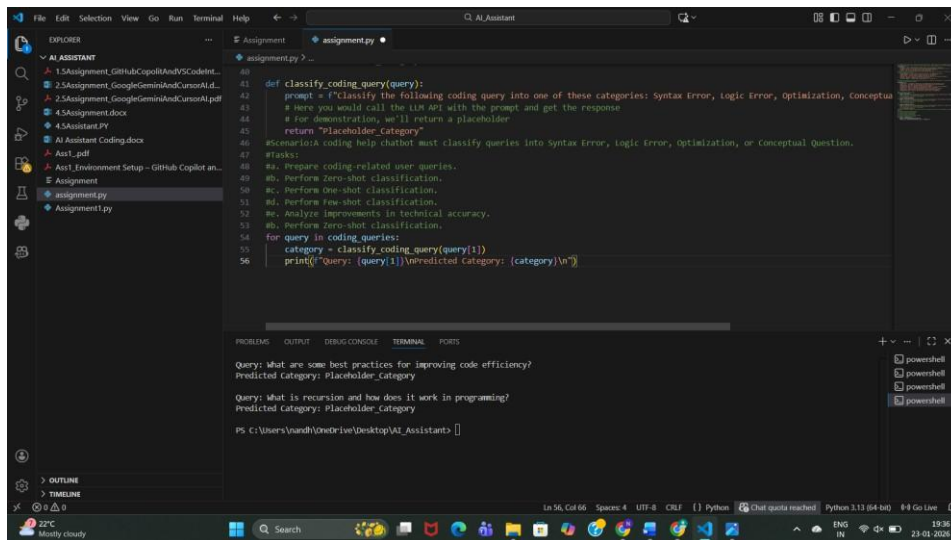 File Edit Selection View Go Run Terminal Help
AI_Assistant
EXPLORER
AI_ASSISTANT
1.5Assignment_GitHubCopolitAndVSCodeInt...
2.5Assignment_GoogleGeminiAndCursorAI.d...
2.5Assignment_GoogleGeminiAndCursorAI.pdf
4.5Assignment.docx
4.5Assistant.PY
AI Assistant Coding.docx
Ass1_.pdf
Ass1_Environment Setup – GitHub Copilot an...
Assignment
assignment.py
Assignment1.py
OUTLINE
TIMELINE
Assignment assignment.py
assignment.py > ...
40
41 def classify_coding_query(query):
42 prompt = f"Classify the following coding query into one of these categories: Syntax Error, Logic Error, Optimization, Conceptua
43 # Here you would call the LLM API with the prompt and get the response
44 # For demonstration, we'll return a placeholder
45 return "Placeholder_Category"
46 #Scenario:A coding help chatbot must classify queries into Syntax Error, Logic Error, Optimization, or Conceptual Question.
47 #Tasks:
48 #a. Prepare coding-related user queries.
49 #b. Perform Zero-shot classification.
50 #c. Perform One-shot classification.
51 #d. Perform Few-shot classification.
52 #e. Analyze improvements in technical accuracy.
53 #b. Perform Zero-shot classification.
54 for query in coding_queries:
55 category = classify_coding_query(query[1])
56 print(f"Query: {query[1]}\nPredicted Category: {category}\n")
PROBLEMS OUTPUT DEBUG CONSOLE TERMINAL PORTS
Query: What are some best practices for improving code efficiency?
Predicted Category: Placeholder_Category
Query: What is recursion and how does it work in programming?
Predicted Category: Placeholder_Category
PS C:\Users\nandh\OneDrive\Desktop\AI_Assistant>
powershell
powershell
powershell
powershell
0 0 Ln 56, Col 66 Spaces: 4 UTF-8 CRLF {} Python Chat quota reached Python 3.13 (64-bit) Go Live
22°C
Mostly cloudy
Search
ENG
IN
19:36
23-01-2026